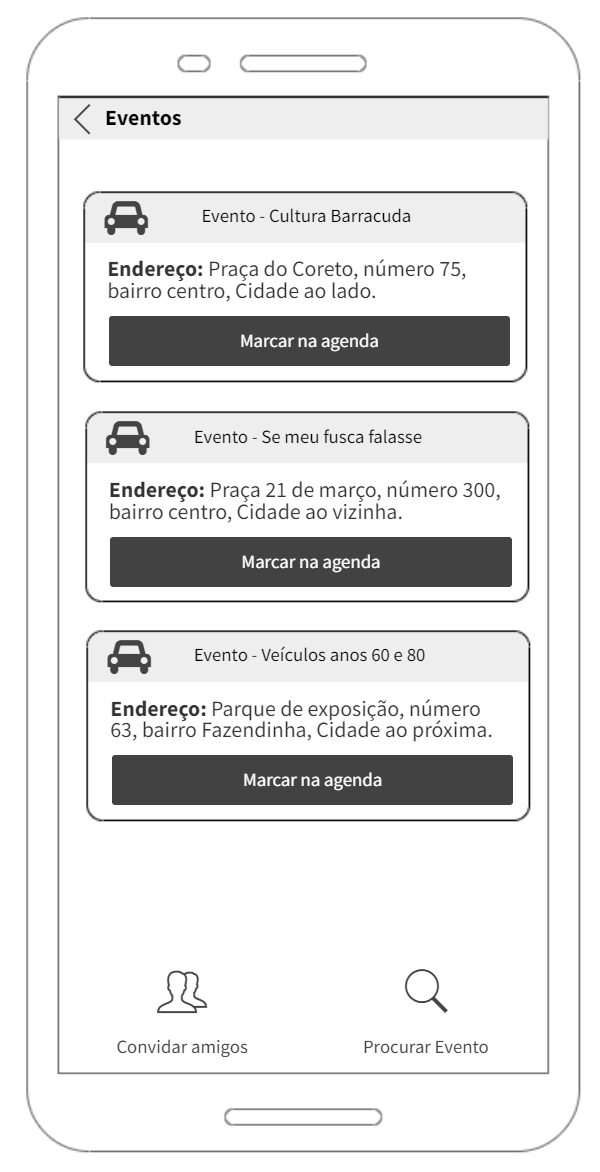 Eventos
Evento - Cultura Barracuda
Endereço: Praça do Coreto, número 75,
bairro centro, Cidade ao lado.
Marcar na agenda
Evento - Se meu fusca falasse
Endereço: Praça 21 de março, número 300,
bairro centro, Cidade ao vizinha.
Marcar na agenda
Evento - Veículos anos 60 e 80
Endereço: Parque de exposição, número
63, bairro Fazendinha, Cidade ao próxima.
Marcar na agenda
Convidar amigos
Procurar Evento